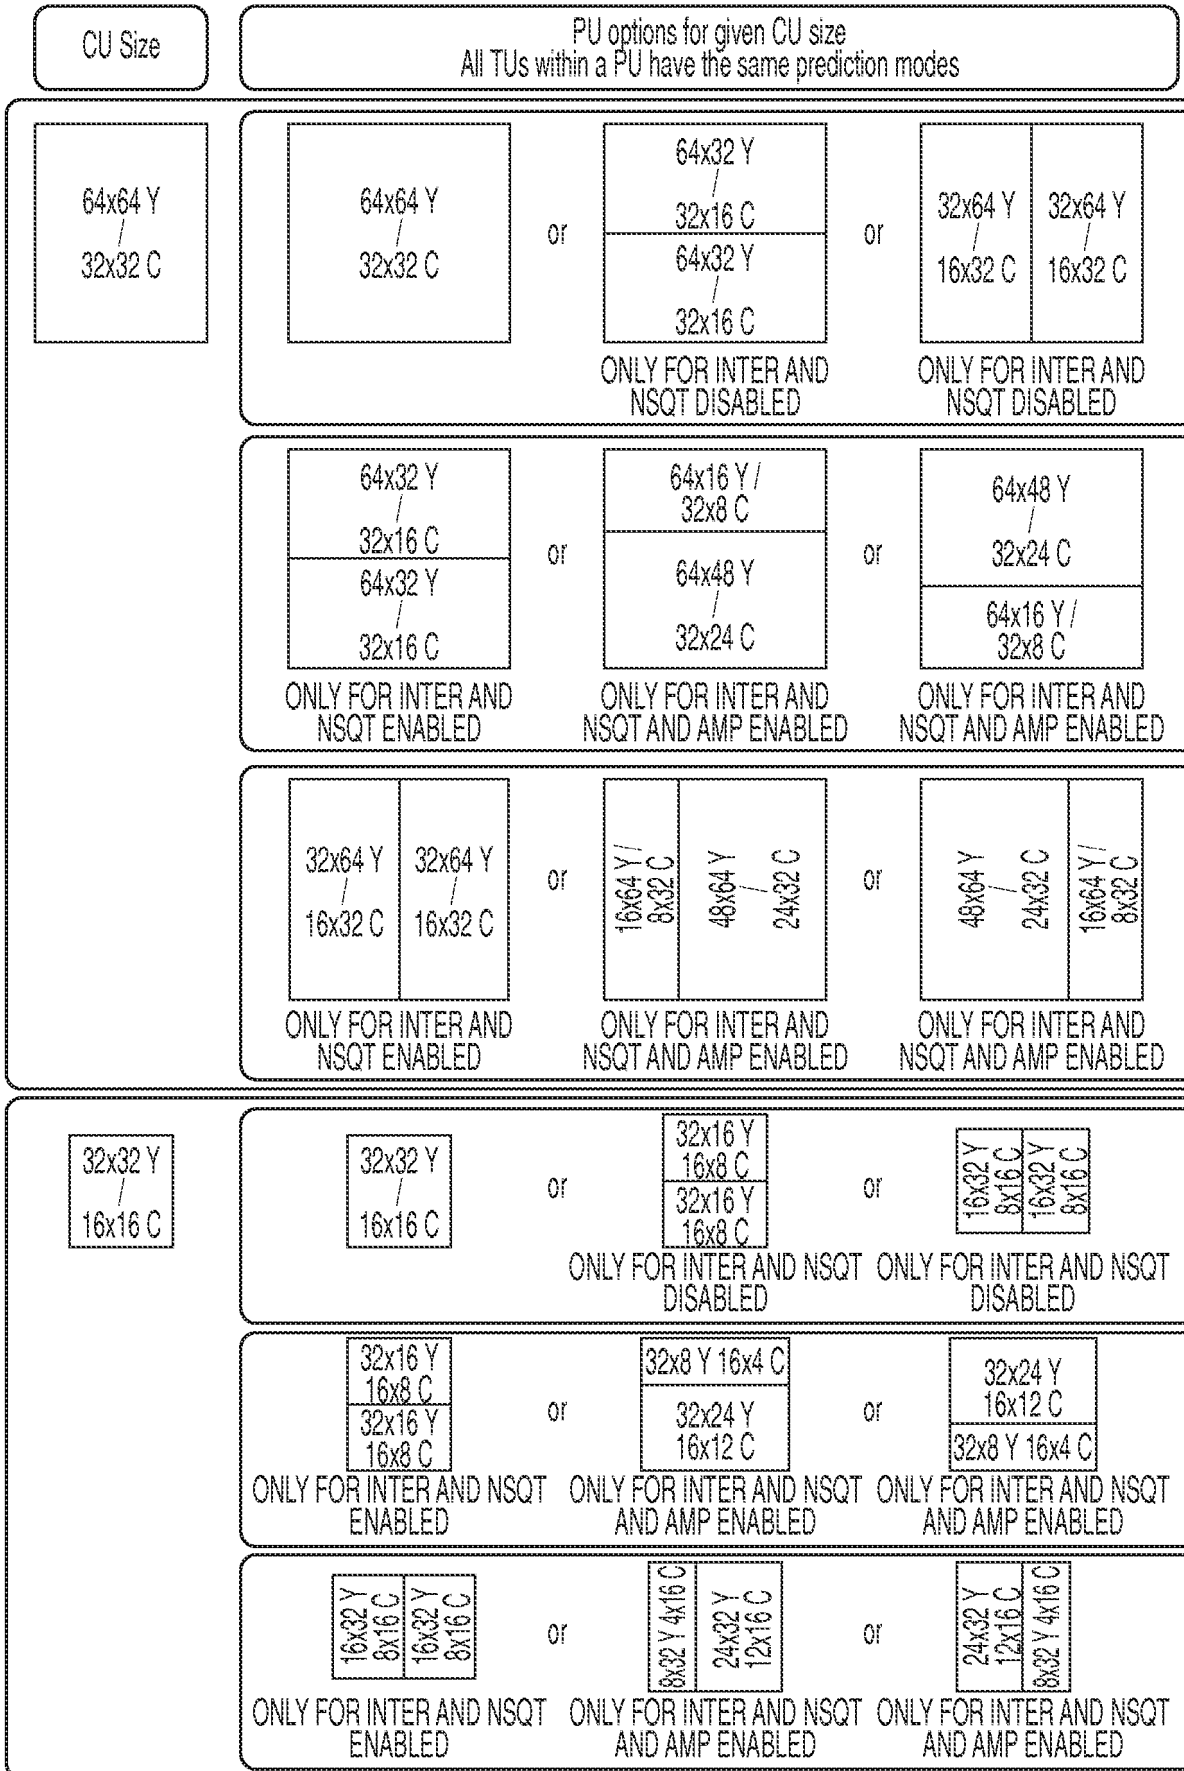 CU Size
PU options for given CU size
All TUs within a PU have the same prediction modes
64x64 Y
/
32x32 C
64x64 Y
/
32x32 C
or
64x32 Y
/
32x16 C
64x32 Y
/
32x16 C
ONLY FOR INTER AND
NSQT DISABLED
or
32x64 Y
/
16x32 C
32x64 Y
/
16x32 C
ONLY FOR INTER AND
NSQT DISABLED
64x32 Y
/
32x16 C
64x32 Y
/
32x16 C
ONLY FOR INTER AND
NSQT ENABLED
or
64x16 Y /
32x8 C
64x48 Y
/
32x24 C
ONLY FOR INTER AND
NSQT AND AMP ENABLED
or
64x48 Y
/
32x24 C
64x16 Y /
32x8 C
ONLY FOR INTER AND
NSQT AND AMP ENABLED
32x64 Y
/
16x32 C
32x64 Y
/
16x32 C
ONLY FOR INTER AND
NSQT ENABLED
or
16x64 Y /
8x32 C
48x64 Y
/
24x32 C
ONLY FOR INTER AND
NSQT AND AMP ENABLED
or
48x64 Y
/
24x32 C
16x64 Y /
8x32 C
ONLY FOR INTER AND
NSQT AND AMP ENABLED
32x32 Y
/
16x16 C
32x32 Y
/
16x16 C
or
32x16 Y
16x8 C
32x16 Y
16x8 C
ONLY FOR INTER AND NSQT
DISABLED
or
16x32 Y
8x16 C
16x32 Y
8x16 C
ONLY FOR INTER AND NSQT
DISABLED
32x16 Y
16x8 C
32x16 Y
16x8 C
ONLY FOR INTER AND NSQT
ENABLED
or
32x8 Y 16x4 C
32x24 Y
16x12 C
ONLY FOR INTER AND NSQT
AND AMP ENABLED
or
32x24 Y
16x12 C
32x8 Y 16x4 C
ONLY FOR INTER AND NSQT
AND AMP ENABLED
16x32 Y
8x16 C
16x32 Y
8x16 C
ONLY FOR INTER AND NSQT
ENABLED
or
8x32 Y 4x16 C
24x32 Y
12x16 C
ONLY FOR INTER AND NSQT
AND AMP ENABLED
or
24x32 Y
12x16 C
8x32 Y 4x16 C
ONLY FOR INTER AND NSQT
AND AMP ENABLED